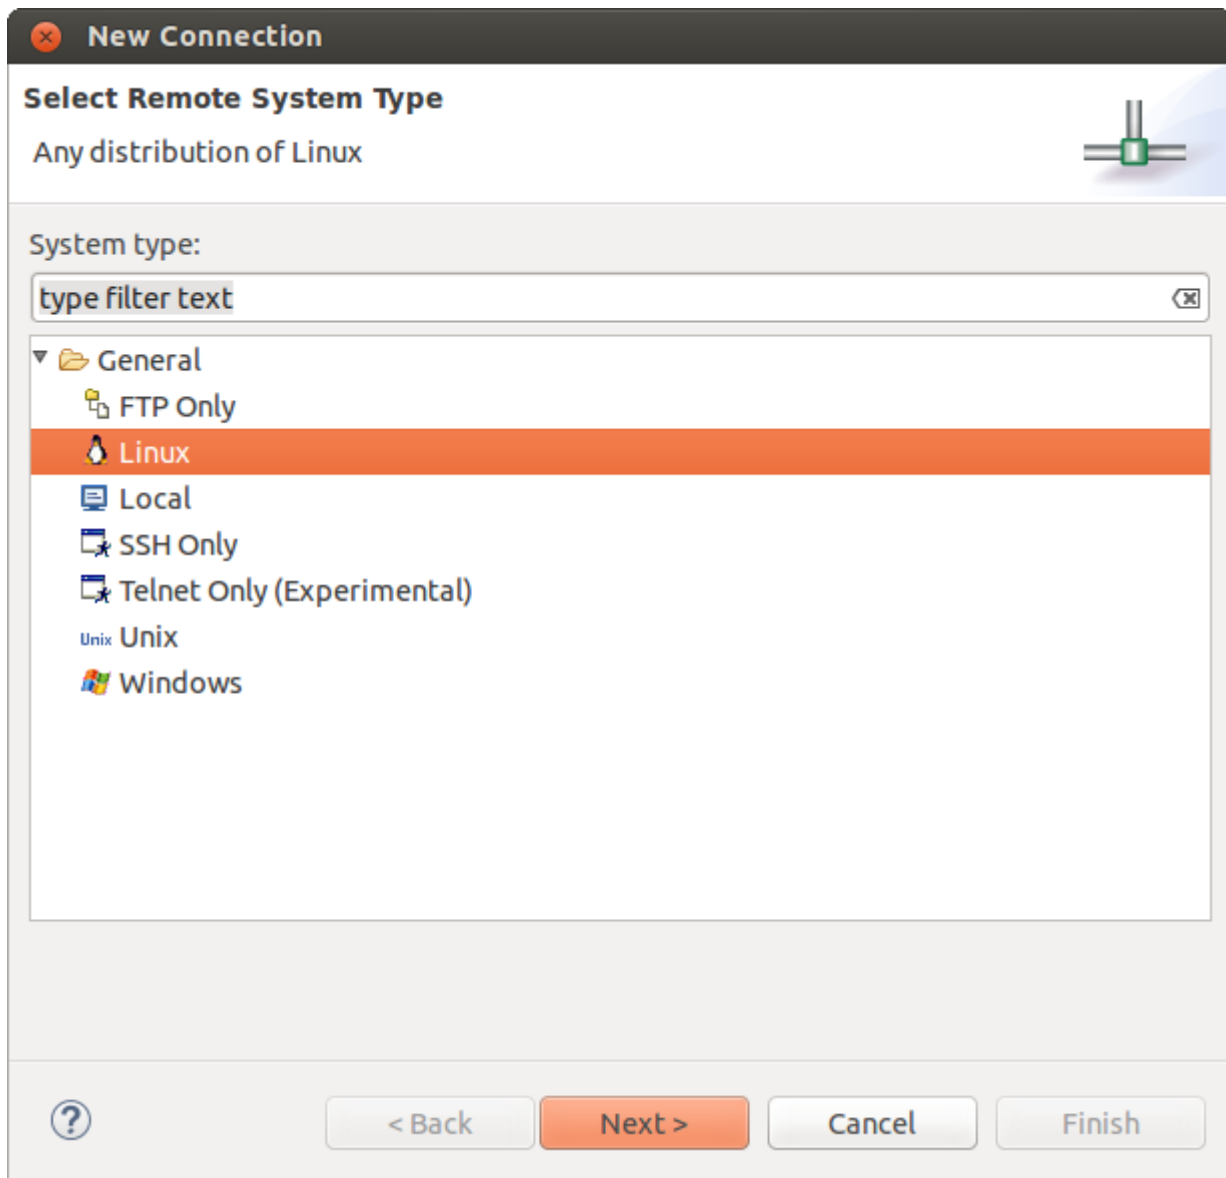 New Connection
Select Remote System Type
Any distribution of Linux
System type:
type filter text
General
FTP Only
Linux
Local
SSH Only
Telnet Only (Experimental)
Unix Unix
Windows
?
< Back Next > Cancel Finish